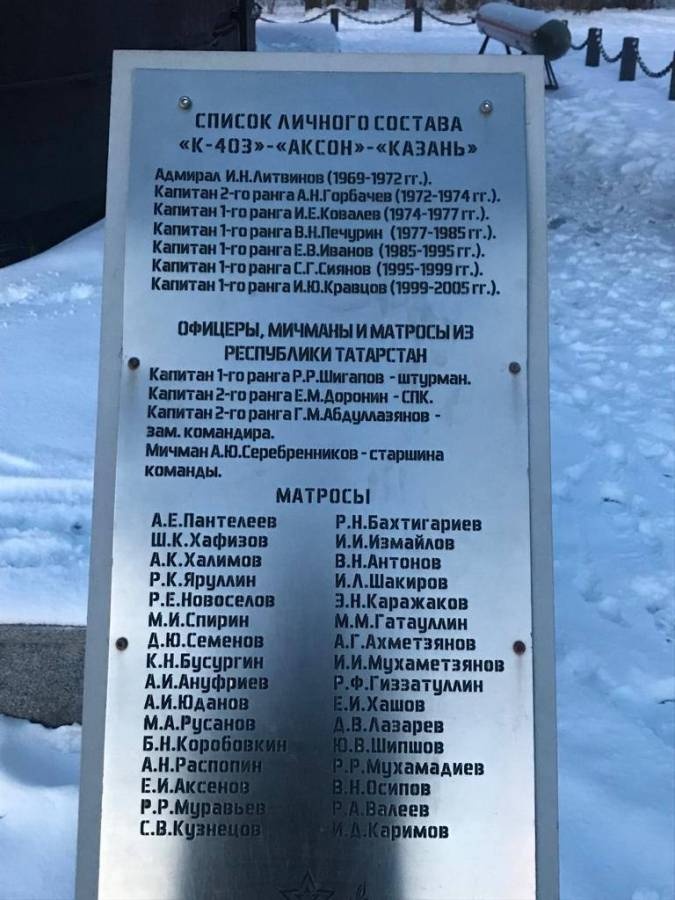 СПИСОК ЛИЧНОГО СОСТАВА
«К-403»-«АКСОН»-«КАЗАНЬ»
Адмирал И.Н.Литвинов (1969-1972 гг.).
Капитан 2-го ранга А.Н.Горбачев (1972-1974 гг.).
Капитан 1-го ранга И.Е.Ковалев (1974-1977 гг.).
Капитан 1-го ранга В.Н.Печурин (1977-1985 гг.).
Капитан 1-го ранга Е.В.Иванов (1985-1995 гг.).
Капитан 1-го ранга С.Г.Сиянов (1995-1999 гг.).
Капитан 1-го ранга И.Ю.Кравцов (1999-2005 гг.).
ОФИЦЕРЫ, МИЧМАНЫ И МАТРОСЫ ИЗ
РЕСПУБЛИКИ ТАТАРСТАН
Капитан 1-го ранга Р.Р.Шигапов - штурман.
Капитан 2-го ранга Е.М.Доронин - СПК.
Капитан 2-го ранга Г.М.Абдуллазянов -
зам. командира.
Мичман А.Ю.Серебренников - старшина
команды.
МАТРОСЫ
А.Е.Пантелеев
Ш.К.Хафизов
А.К.Халимов
Р.К.Яруллин
Р.Е.Новоселов
М.И.Спирин
Д.Ю.Семенов
К.Н.Бусургин
А.И.Ануфриев
А.И.Юданов
М.А.Русанов
Б.Н.Коробовкин
А.Н.Распопин
Е.И.Аксенов
Р.Р.Муравьев
С.В.Кузнецов
Р.Н.Бахтигариев
И.И.Измайлов
В.Н.Антонов
И.Л.Шакиров
Э.Н.Каражаков
М.М.Гатауллин
А.Г.Ахметзянов
И.И.Мухаметзянов
Р.Ф.Гиззатуллин
Е.И.Хашов
Д.В.Лазарев
Ю.В.Шипшов
Р.Р.Мухамадиев
В.Н.Осипов
Р.А.Валеев
И.Д.Каримов